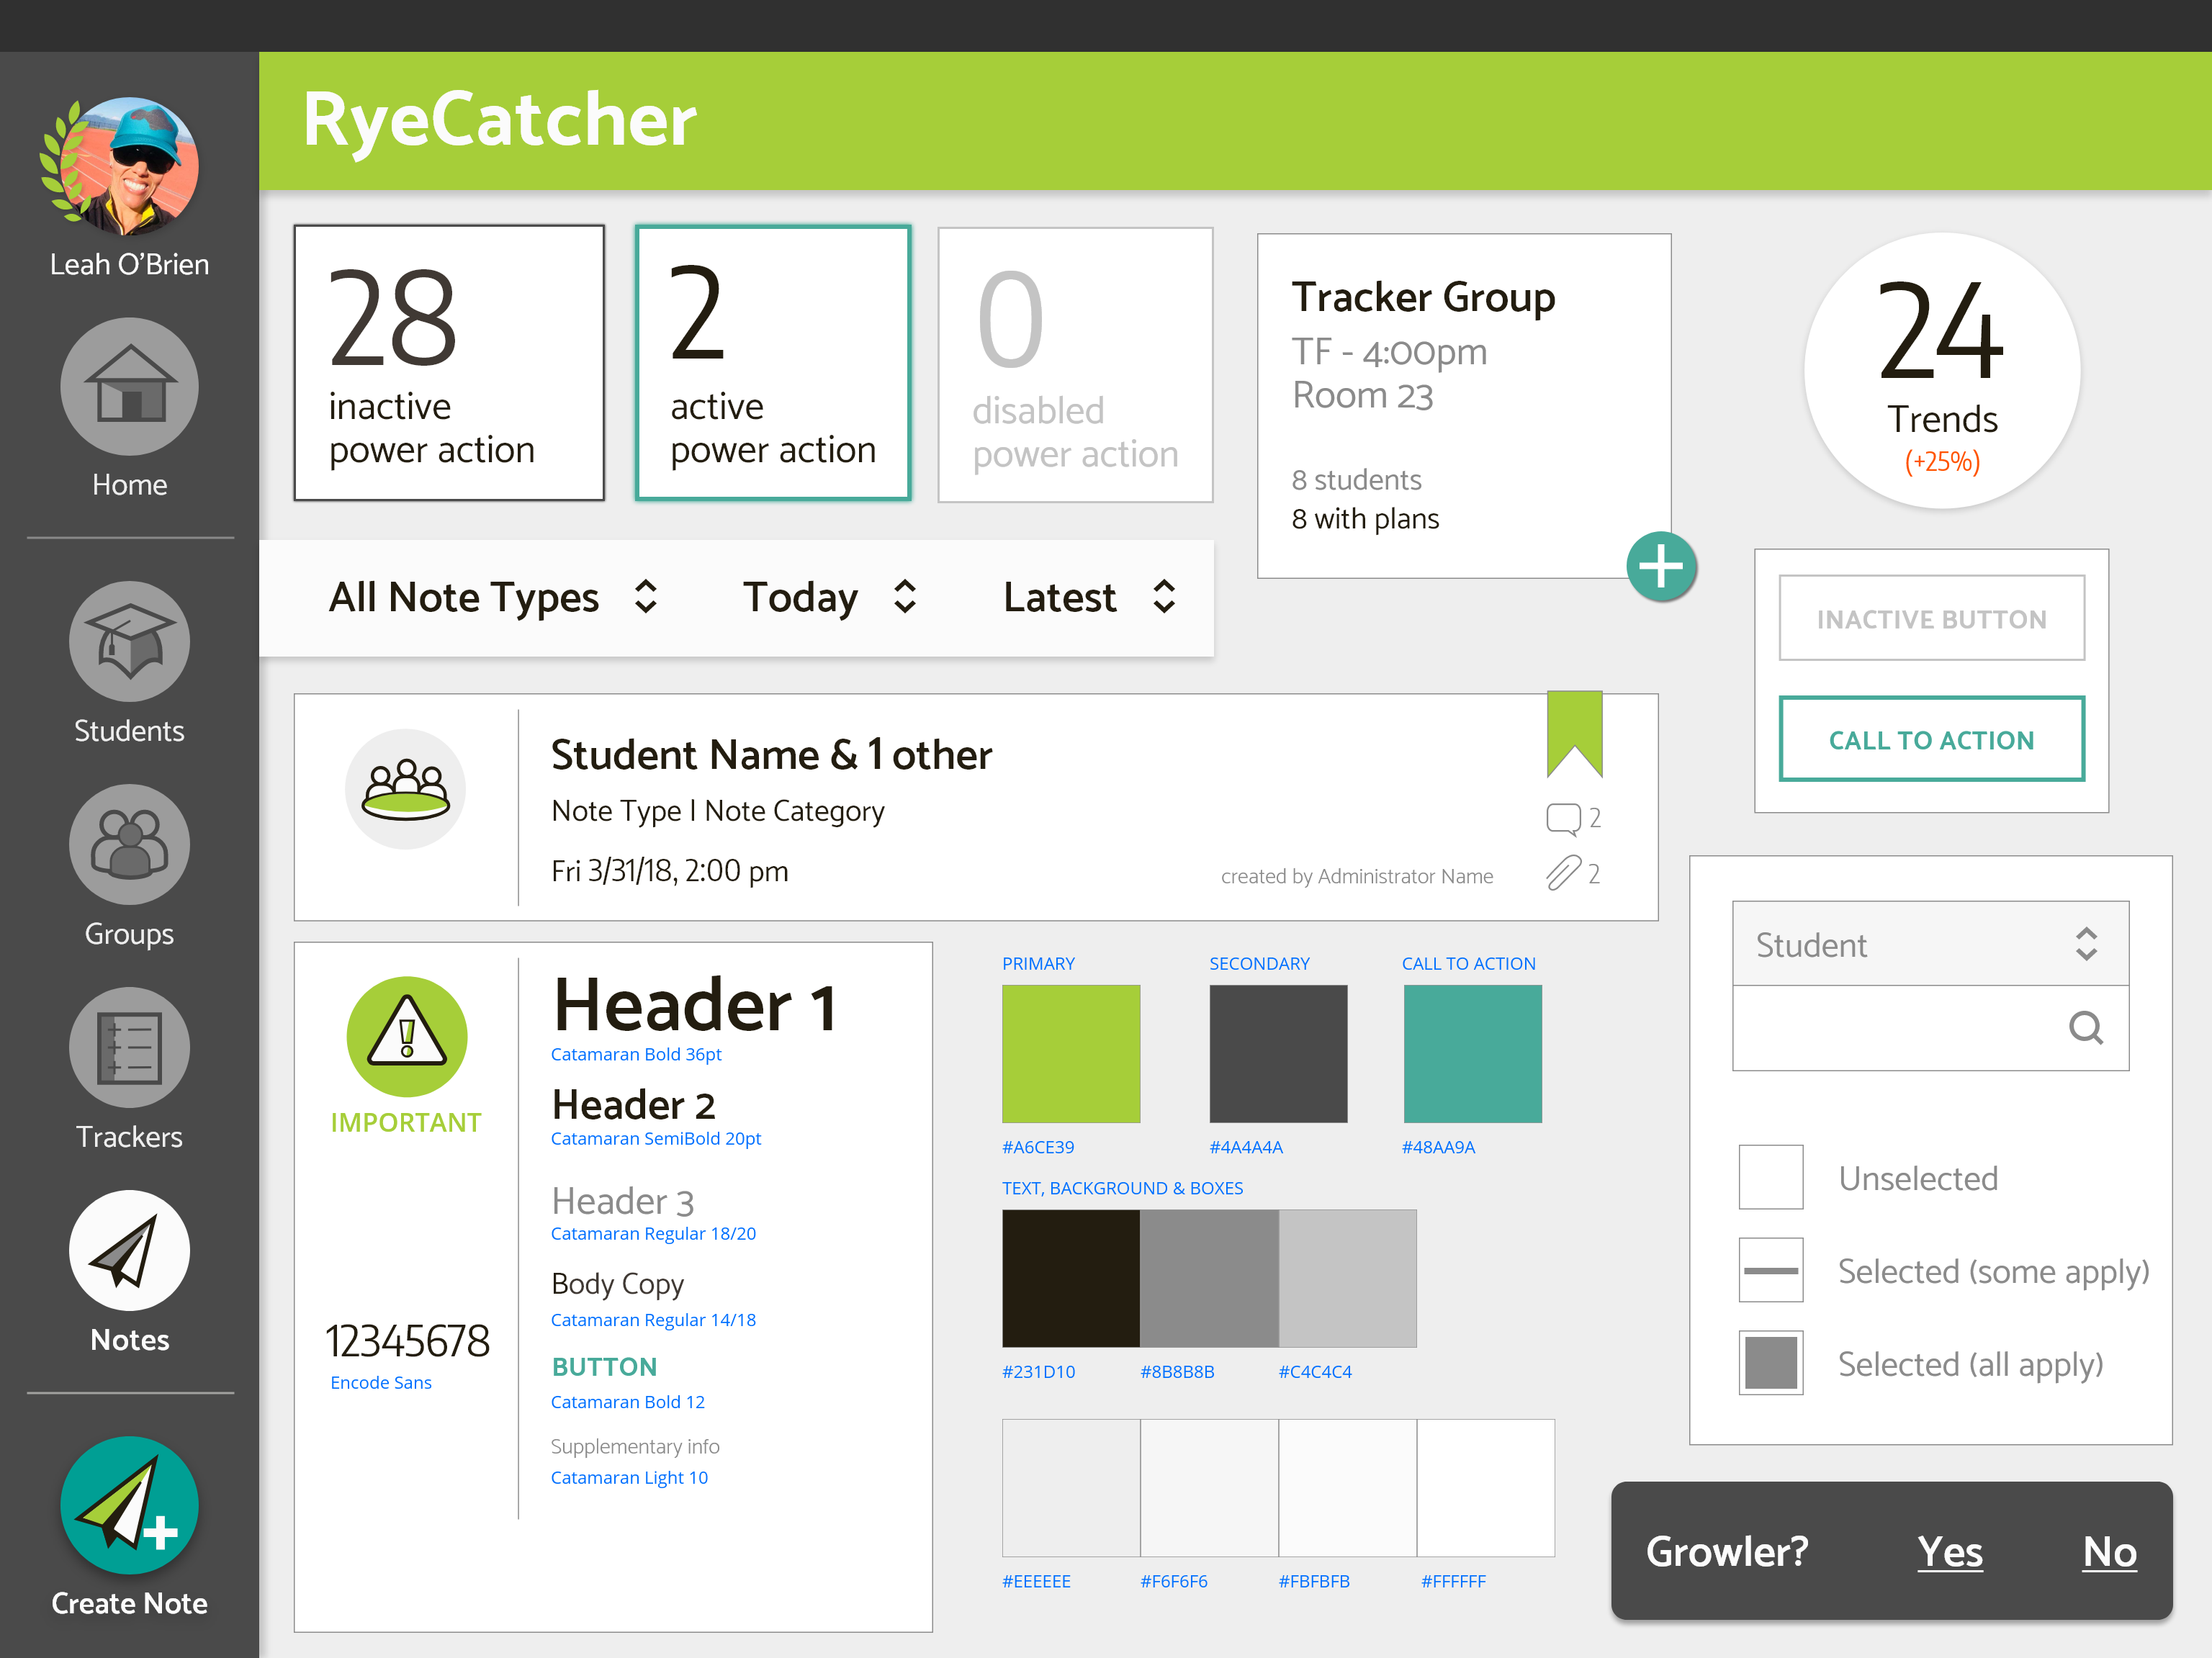 RyeCatcher
Leah O’Brien
Home
Students
Groups
Trackers
Notes
Create Note
28
inactive
power action
2
active
power action
0
disabled
power action
Tracker Group
TF - 4:00pm
Room 23
8 students
8 with plans
24
Trends
(+25%)
All Note Types
Today
Latest
INACTIVE BUTTON
CALL TO ACTION
Student Name & 1 other
Note Type | Note Category
Fri 3/31/18, 2:00 pm
created by Administrator Name
2
2
IMPORTANT
12345678
Encode Sans
Header 1
Catamaran Bold 36pt
Header 2
Catamaran SemiBold 20pt
Header 3
Catamaran Regular 18/20
Body Copy
Catamaran Regular 14/18
BUTTON
Catamaran Bold 12
Supplementary info
Catamaran Light 10
PRIMARY
SECONDARY
CALL TO ACTION
#A6CE39
#4A4A4A
#48AA9A
TEXT, BACKGROUND & BOXES
#231D10
#8B8B8B
#C4C4C4
#EEEEEE
#F6F6F6
#FBFBFB
#FFFFFF
Student
Unselected
Selected (some apply)
Selected (all apply)
Growler?
Yes
No